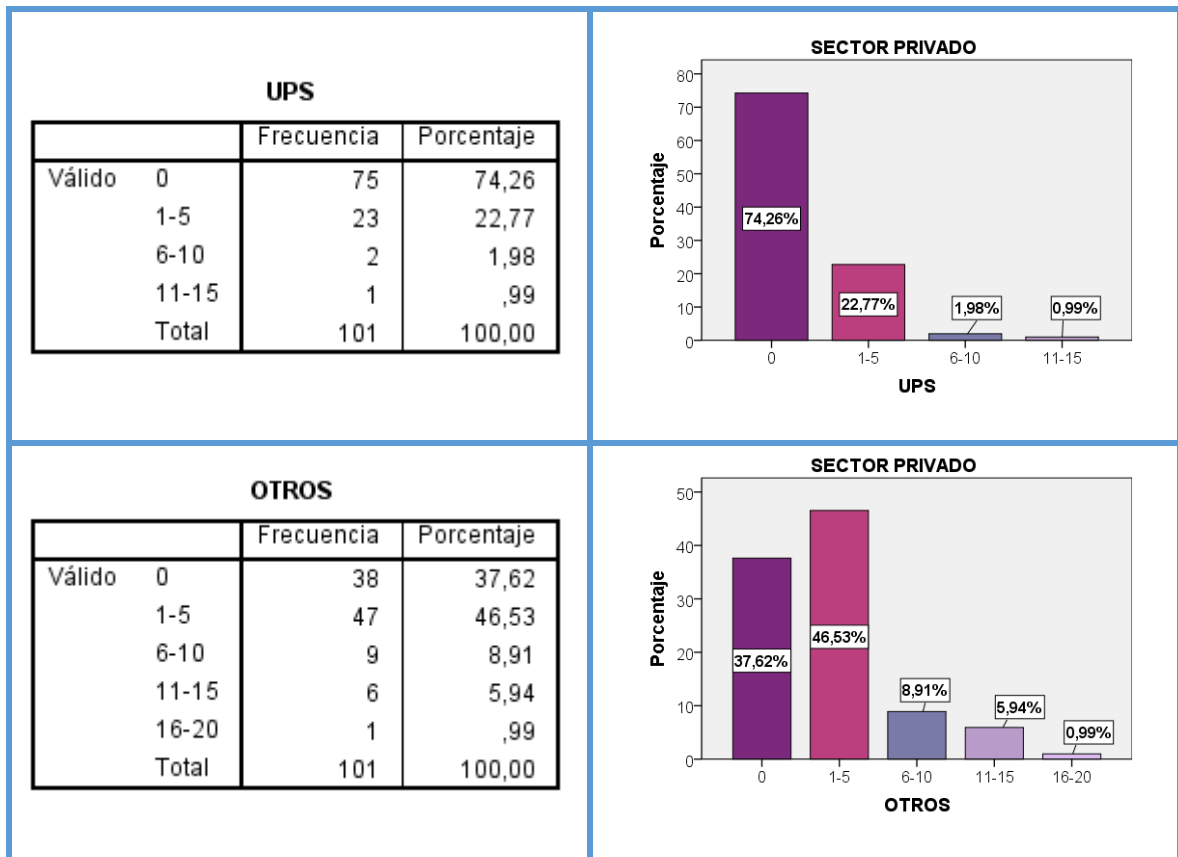 UPS
Frecuencia Porcentaje
Válido 0 75 74,26
1-5 23 22,77
6-10 2 1,98
11-15 1 ,99
Total 101 100,00
SECTOR PRIVADO
Porcentaje
80
70
60
50
40
30
20
10
0
74,26%
22,77%
1,98%
0,99%
0 1-5 6-10 11-15
UPS
OTROS
Frecuencia Porcentaje
Válido 0 38 37,62
1-5 47 46,53
6-10 9 8,91
11-15 6 5,94
16-20 1 ,99
Total 101 100,00
SECTOR PRIVADO
Porcentaje
50
40
30
20
10
0
37,62%
46,53%
8,91%
5,94%
0,99%
0 1-5 6-10 11-15 16-20
OTROS